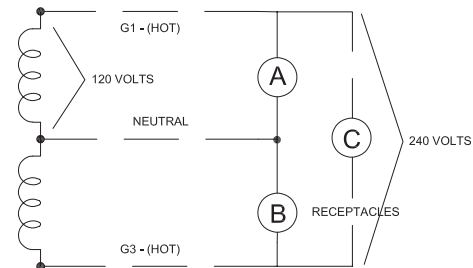 G1 - (HOT)
A
120 VOLTS
NEUTRAL
C
240 VOLTS
B
RECEPTACLES
G3 - (HOT)